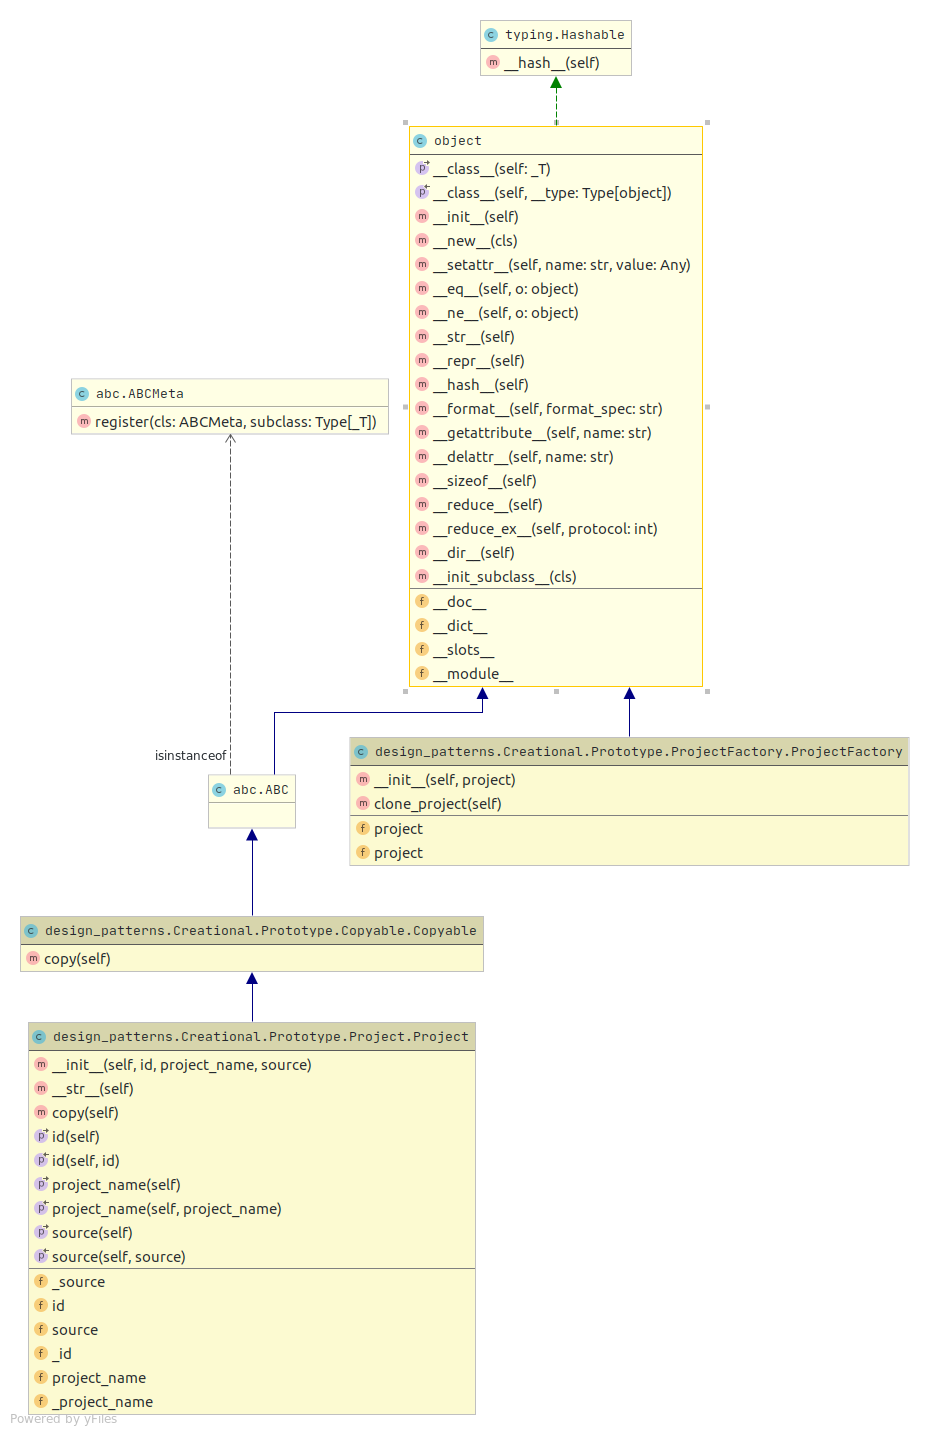 typing.Hashable
__hash__(self)
object
__class__(self: _T)
__class__(self, __type: Type[object])
__init__(self)
__new__(cls)
__setattr__(self, name: str, value: Any)
__eq__(self, o: object)
__ne__(self, o: object)
__str__(self)
__repr__(self)
__hash__(self)
__format__(self, format_spec: str)
__getattribute__(self, name: str)
__delattr__(self, name: str)
__sizeof__(self)
__reduce__(self)
__reduce_ex__(self, protocol: int)
__dir__(self)
__init_subclass__(cls)
__doc__
__dict__
__slots__
__module__
abc.ABCMeta
register(cls: ABCMeta, subclass: Type[_T])
isinstanceof
abc.ABC
design_patterns.Creational.Prototype.ProjectFactory.ProjectFactory
__init__(self, project)
clone_project(self)
project
project
design_patterns.Creational.Prototype.Copyable.Copyable
copy(self)
design_patterns.Creational.Prototype.Project.Project
__init__(self, id, project_name, source)
__str__(self)
copy(self)
id(self)
id(self, id)
project_name(self)
project_name(self, project_name)
source(self)
source(self, source)
_source
id
source
_id
project_name
_project_name
Powered by yFiles